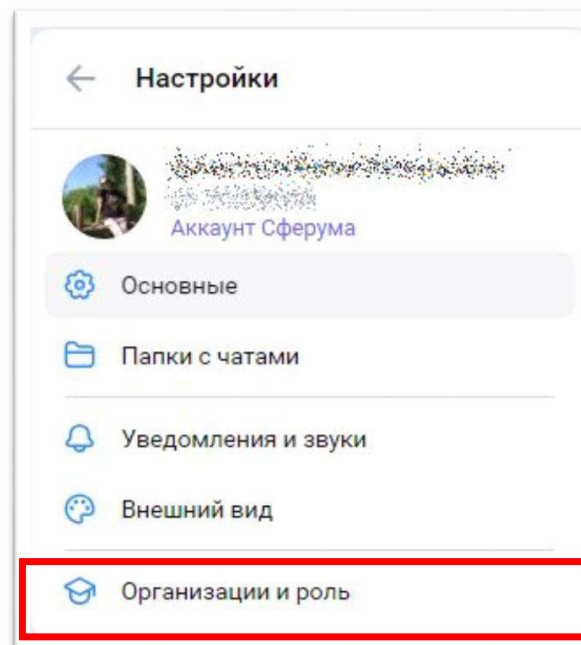 Настройки
Аккаунт Сферума
Основные
Папки с чатами
Уведомления и звуки
Внешний вид
Организации и роль